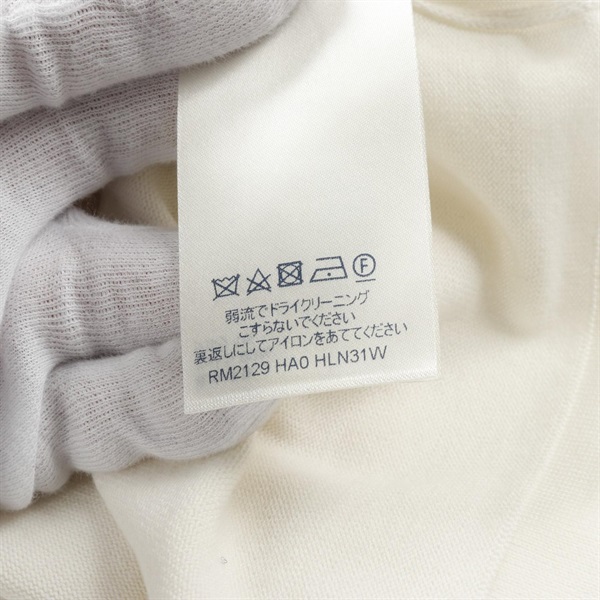 Ⓕ
弱流でドライクリーニング
こすらないでください
裏返しにしてアイロンをあててください
RM2129 HA0 HLN31W